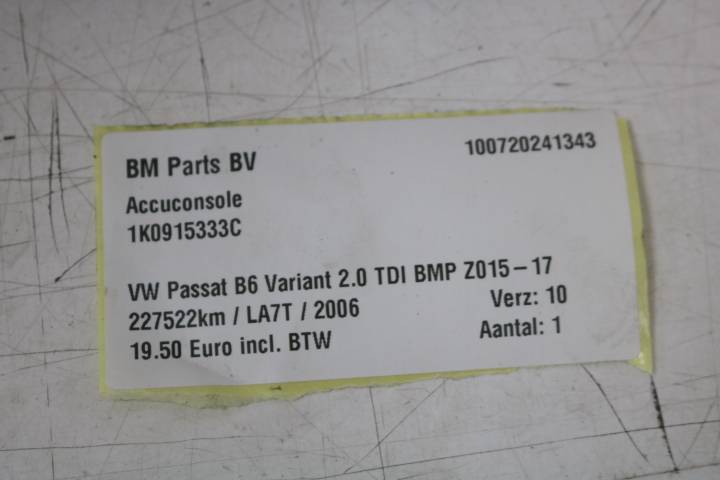 BM Parts BV
100720241343
Accuconsole
1K0915333C
VW Passat B6 Variant 2.0 TDI BMP Z015-17
227522km / LA7T / 2006
Verz: 10
19.50 Euro incl. BTW
Aantal: 1